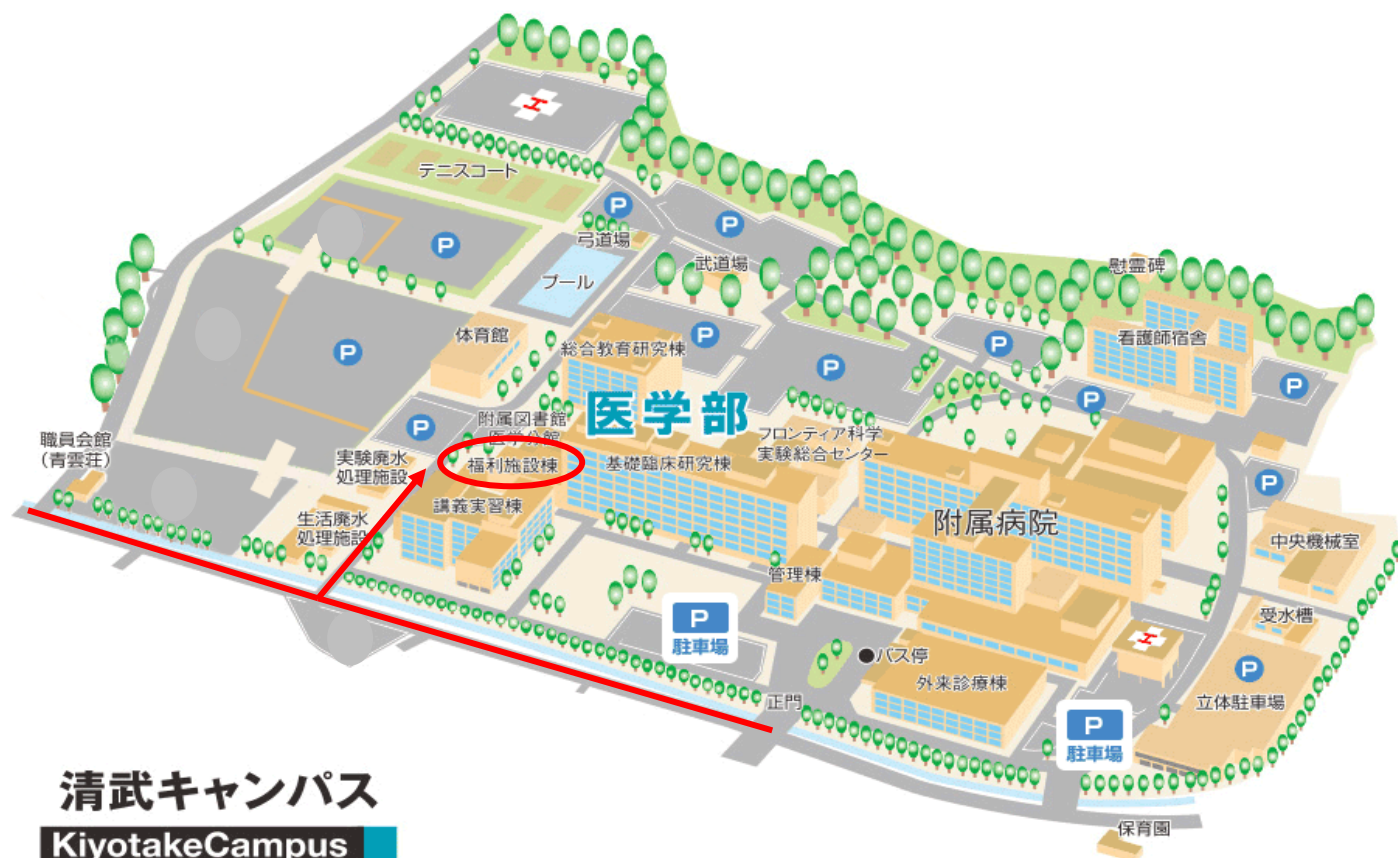 テニスコート
P
弓道場
P
P
武道場
プール
慰霊碑
体育館
P
総合教育研究棟
P
P
P
看護師宿舎
P
P
P
医学部
附属図書館
医学分館
フロンティア科学
実験総合センター
職員会館
(青雲荘)
実験廃水
処理施設
福利施設棟
基礎臨床研究棟
講義実習棟
P
生活廃水
処理施設
附属病院
中央機械室
管理棟
P
駐車場
受水槽
バス停
外来診療棟
P
立体駐車場
正門
P
駐車場
清武キャンパス
KiyotakeCampus
保育園